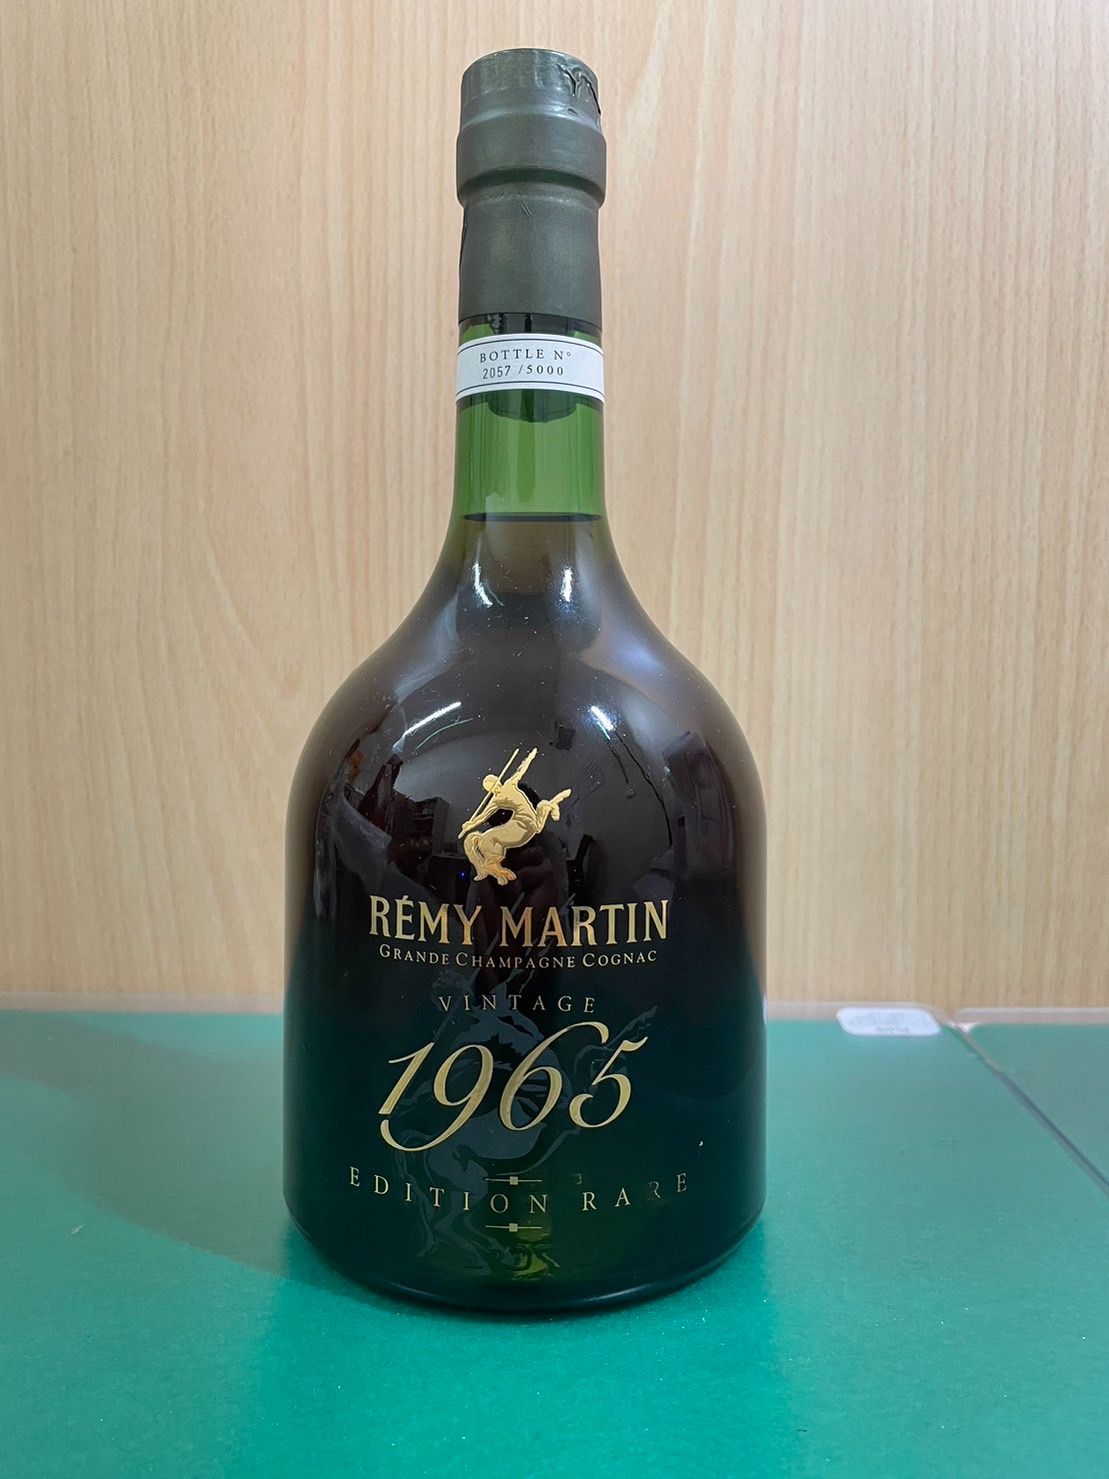 BOTTLE N°
2057 /5000
RÉMY MARTIN
GRANDE CHAMPAGNE COGNAC
VINTAGE
1965
EDITION RARE